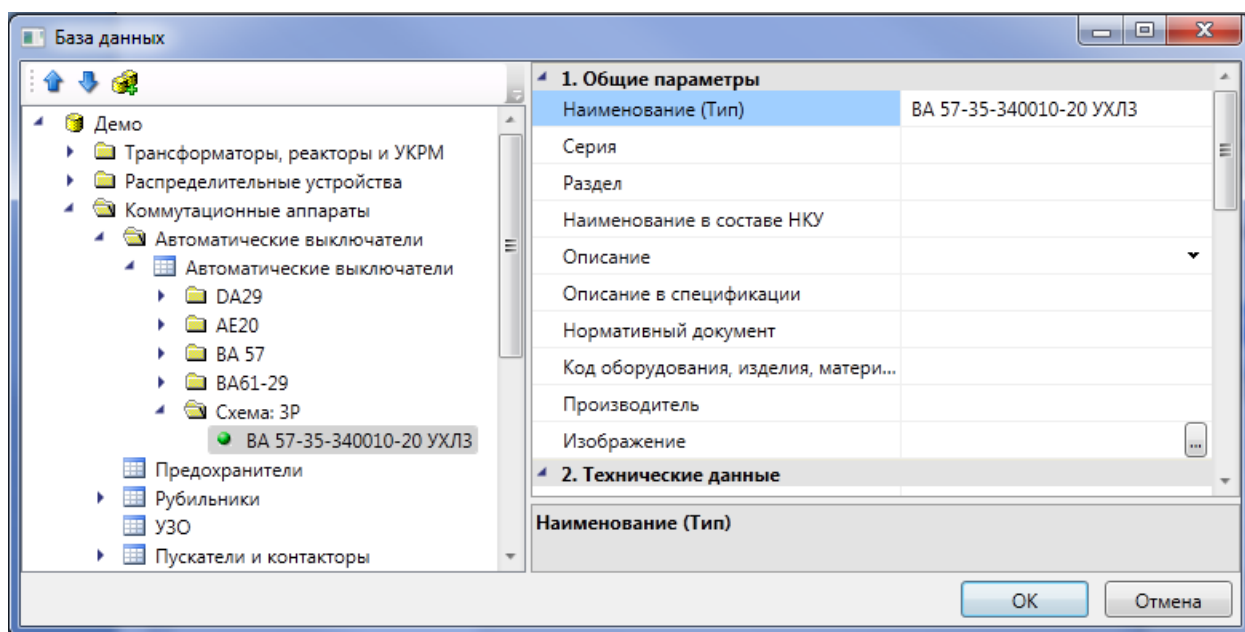 База данных
Демо
Трансформаторы, реакторы и УКРМ
Распределительные устройства
Коммутационные аппараты
Автоматические выключатели
Автоматические выключатели
DA29
АЕ20
ВА 57
ВА61-29
Схема: 3P
ВА 57-35-340010-20 УХЛ3
Предохранители
Рубильники
УЗО
Пускатели и контакторы
1. Общие параметры
Наименование (Тип) ВА 57-35-340010-20 УХЛ3
Серия
Раздел
Наименование в составе НКУ
Описание
Описание в спецификации
Нормативный документ
Код оборудования, изделия, матери...
Производитель
Изображение ...
2. Технические данные
Наименование (Тип)
ОК Отмена